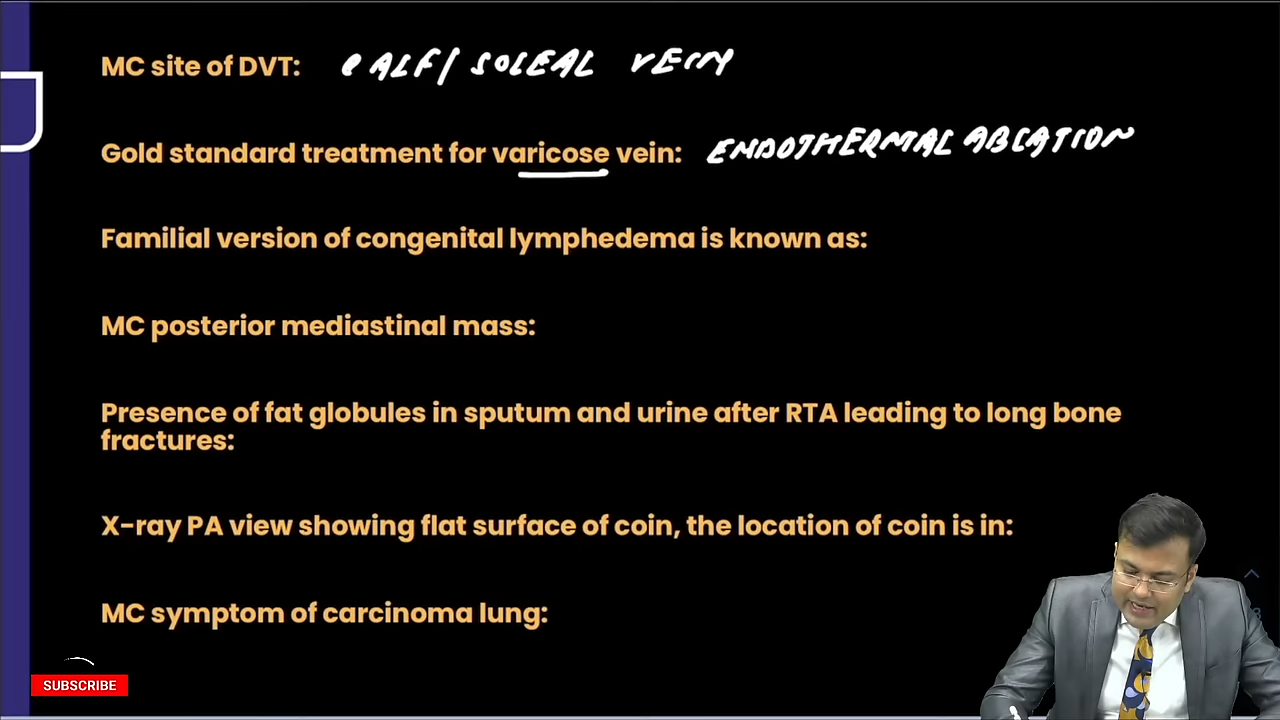 MC site of DVT: CALF/SOLEAL VEIN
Gold standard treatment for varicose vein: ENDOTHERMAL ABLATION
Familial version of congenital lymphedema is known as:
MC posterior mediastinal mass:
Presence of fat globules in sputum and urine after RTA leading to long bone
fractures:
X-ray PA view showing flat surface of coin, the location of coin is in:
MC symptom of carcinoma lung:
SUBSCRIBE